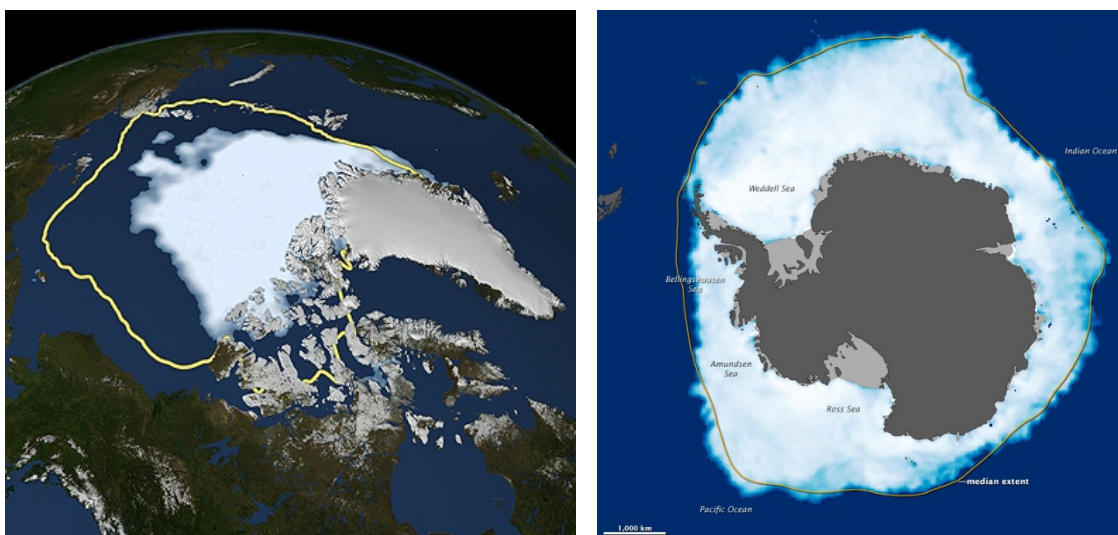 Indian Ocean
Weddell Sea
Bellingshausen
Sea
Amundsen
Sea
Ross Sea
median extent
Pacific Ocean
1,000 km